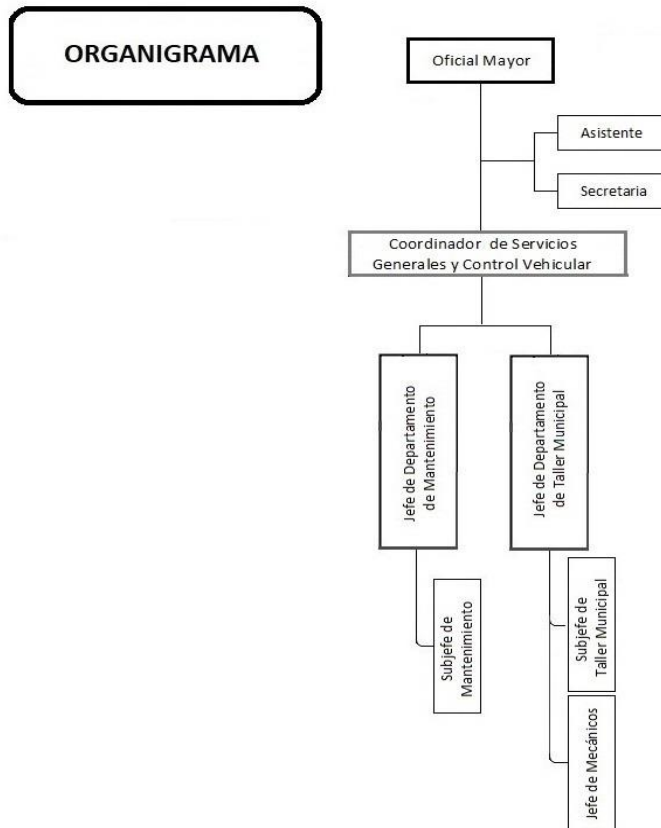 ORGANIGRAMA
Oficial Mayor
Asistente
Secretaria
Coordinador de Servicios
Generales y Control Vehicular
Jefe de Departamento
de Mantenimiento
Jefe de Departamento
de Taller Municipal
Subjefe de
Mantenimiento
Subjefe de
Taller Municipal
Jefe de Mecánicos